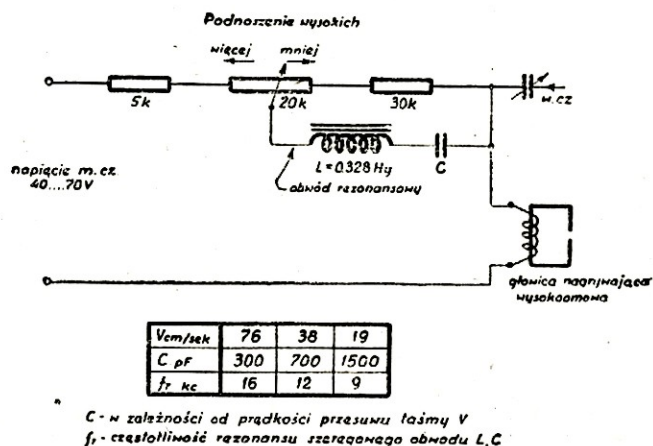 Podnoszenie wysokich
więcej mniej
5k 20k 30k
w.cz
L = 0.328 Hy C
obwód rezonansowy
napięcie m.cz
40....70V
głowica nagrywająca
wysokoomowa
Vcm/sek 76 38 19
C pF 300 700 1500
fr kc 16 12 9
C - w zależności od prędkości przesuwu taśmy V
fr - częstotliwość rezonansu szeregowego obwodu L,C